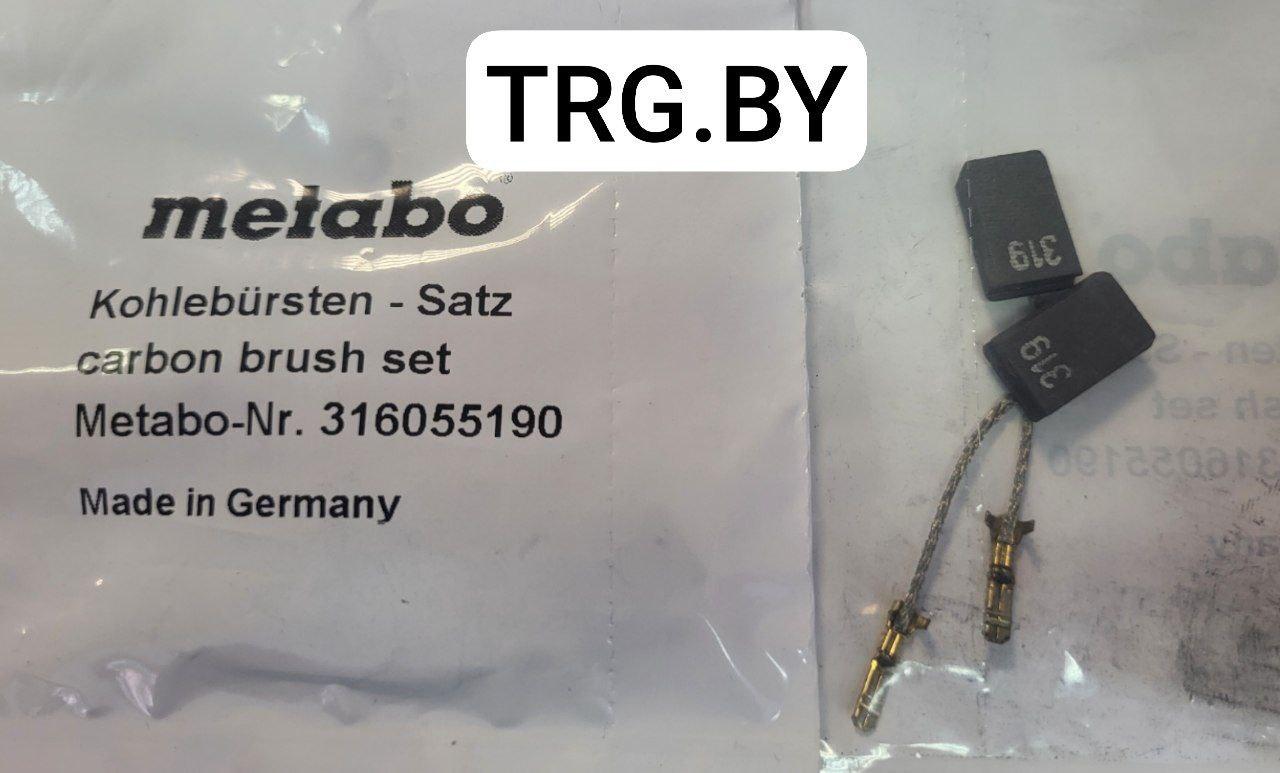 TRG.BY
metabo®
Kohlebürsten - Satz
carbon brush set
Metabo-Nr. 316055190
Made in Germany
319
319